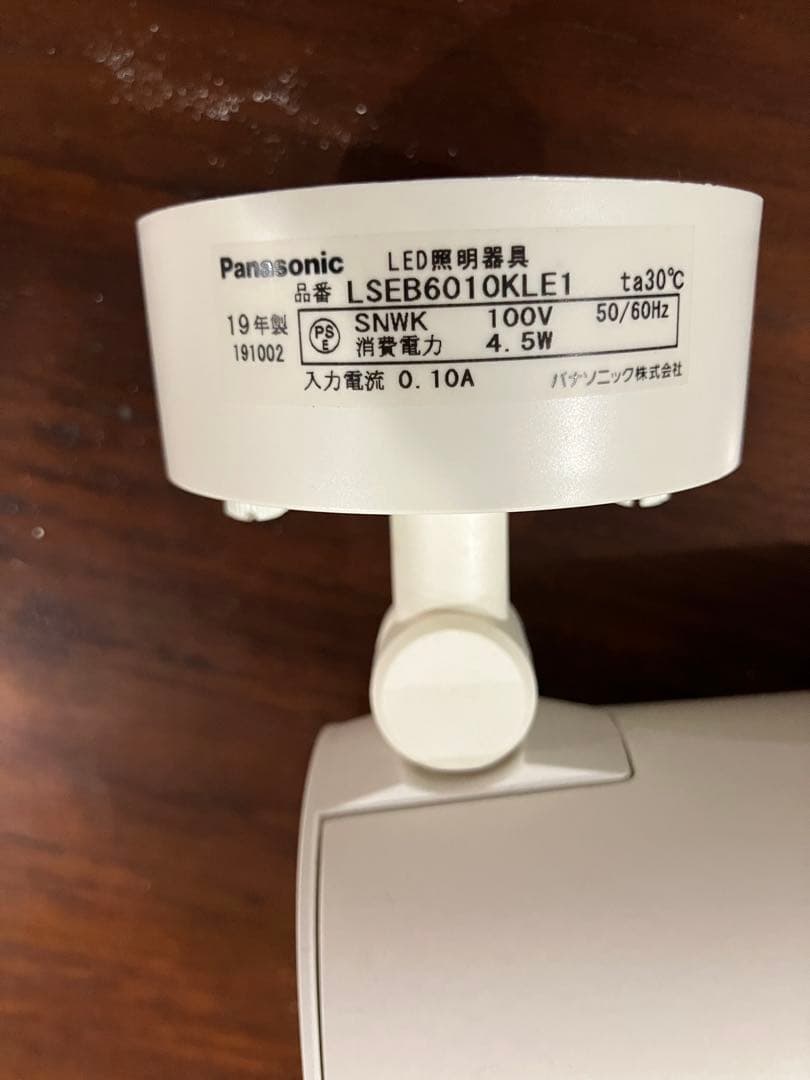 Panasonic LED照明器具
品番 LSEB6010KLE1 ta30℃
19年製 PSE SNWK 100V 50/60Hz
191002 消費電力 4.5W
入力電流 0.10A パナソニック株式会社